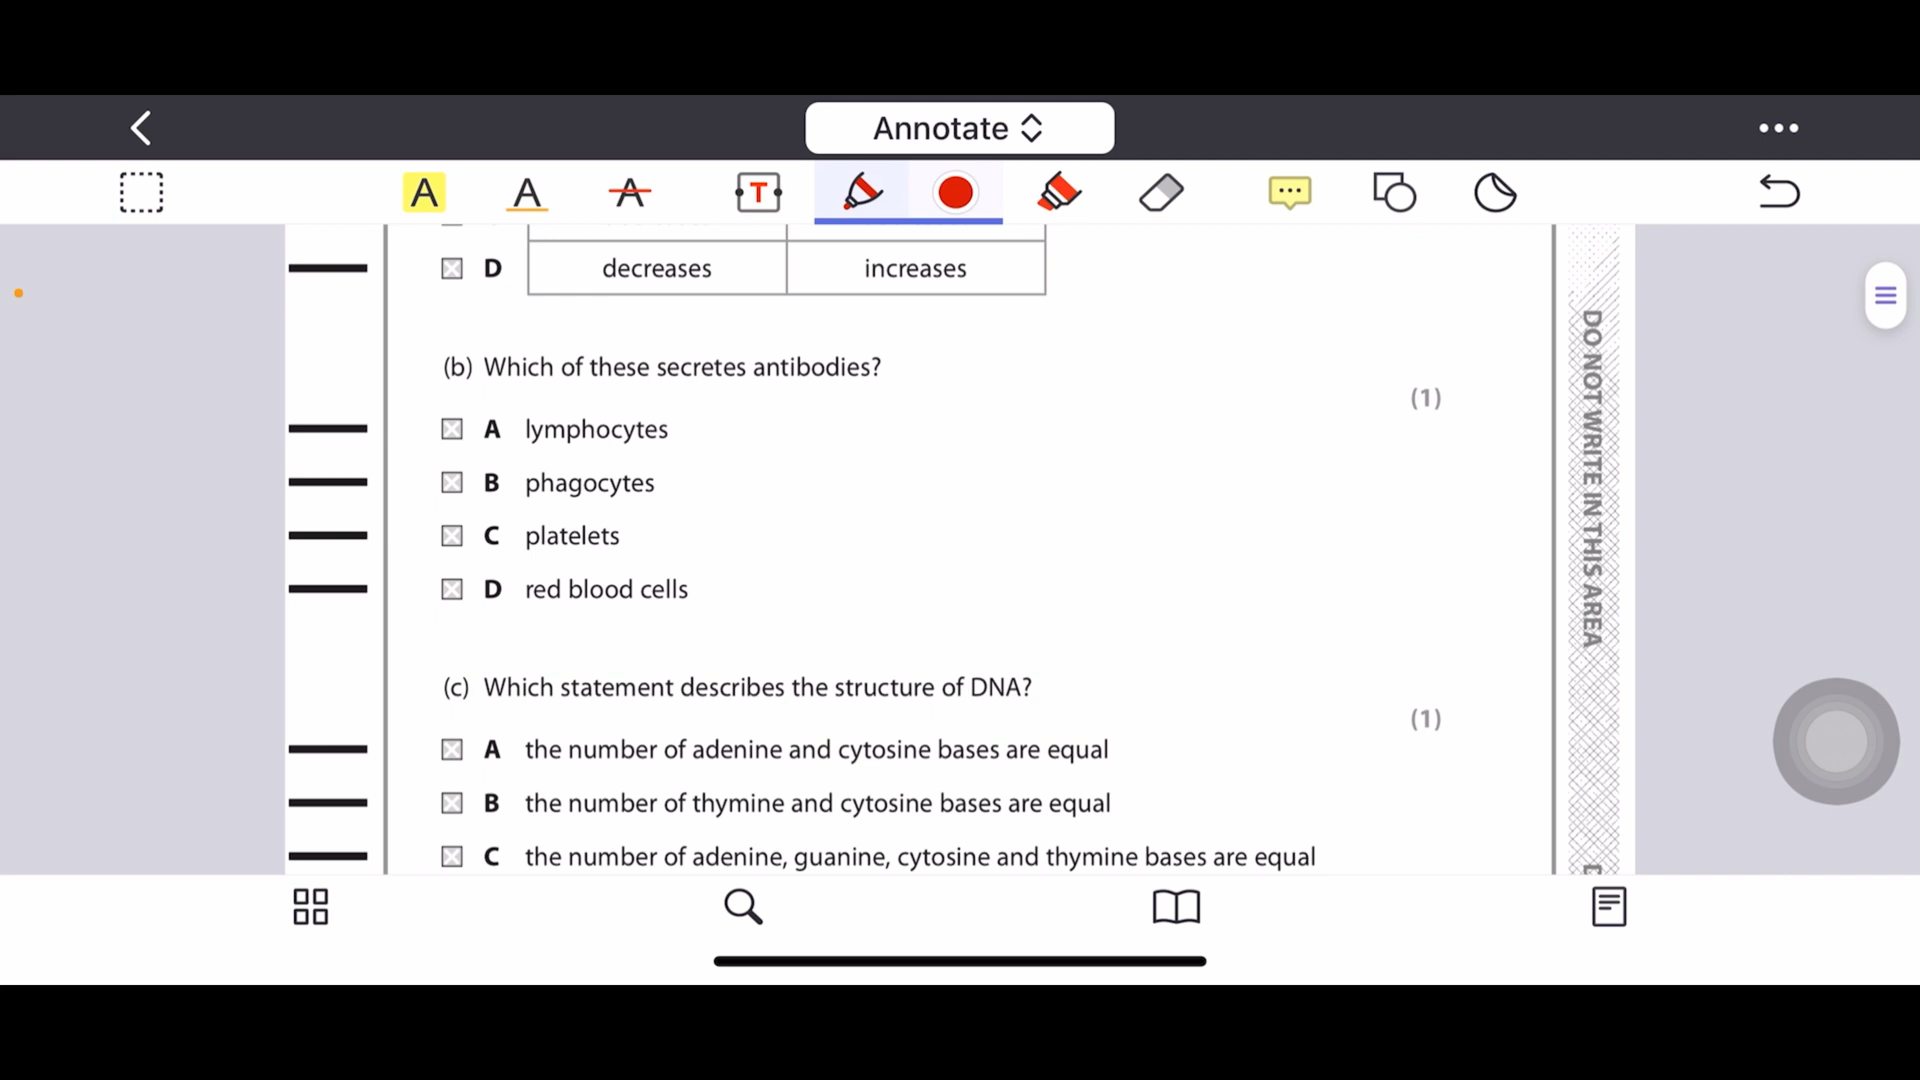 Annotate
A A A T
D decreases increases
(b) Which of these secretes antibodies?
(1)
A lymphocytes
B phagocytes
C platelets
D red blood cells
(c) Which statement describes the structure of DNA?
(1)
A the number of adenine and cytosine bases are equal
B the number of thymine and cytosine bases are equal
C the number of adenine, guanine, cytosine and thymine bases are equal
DO NOT WRITE IN THIS AREA